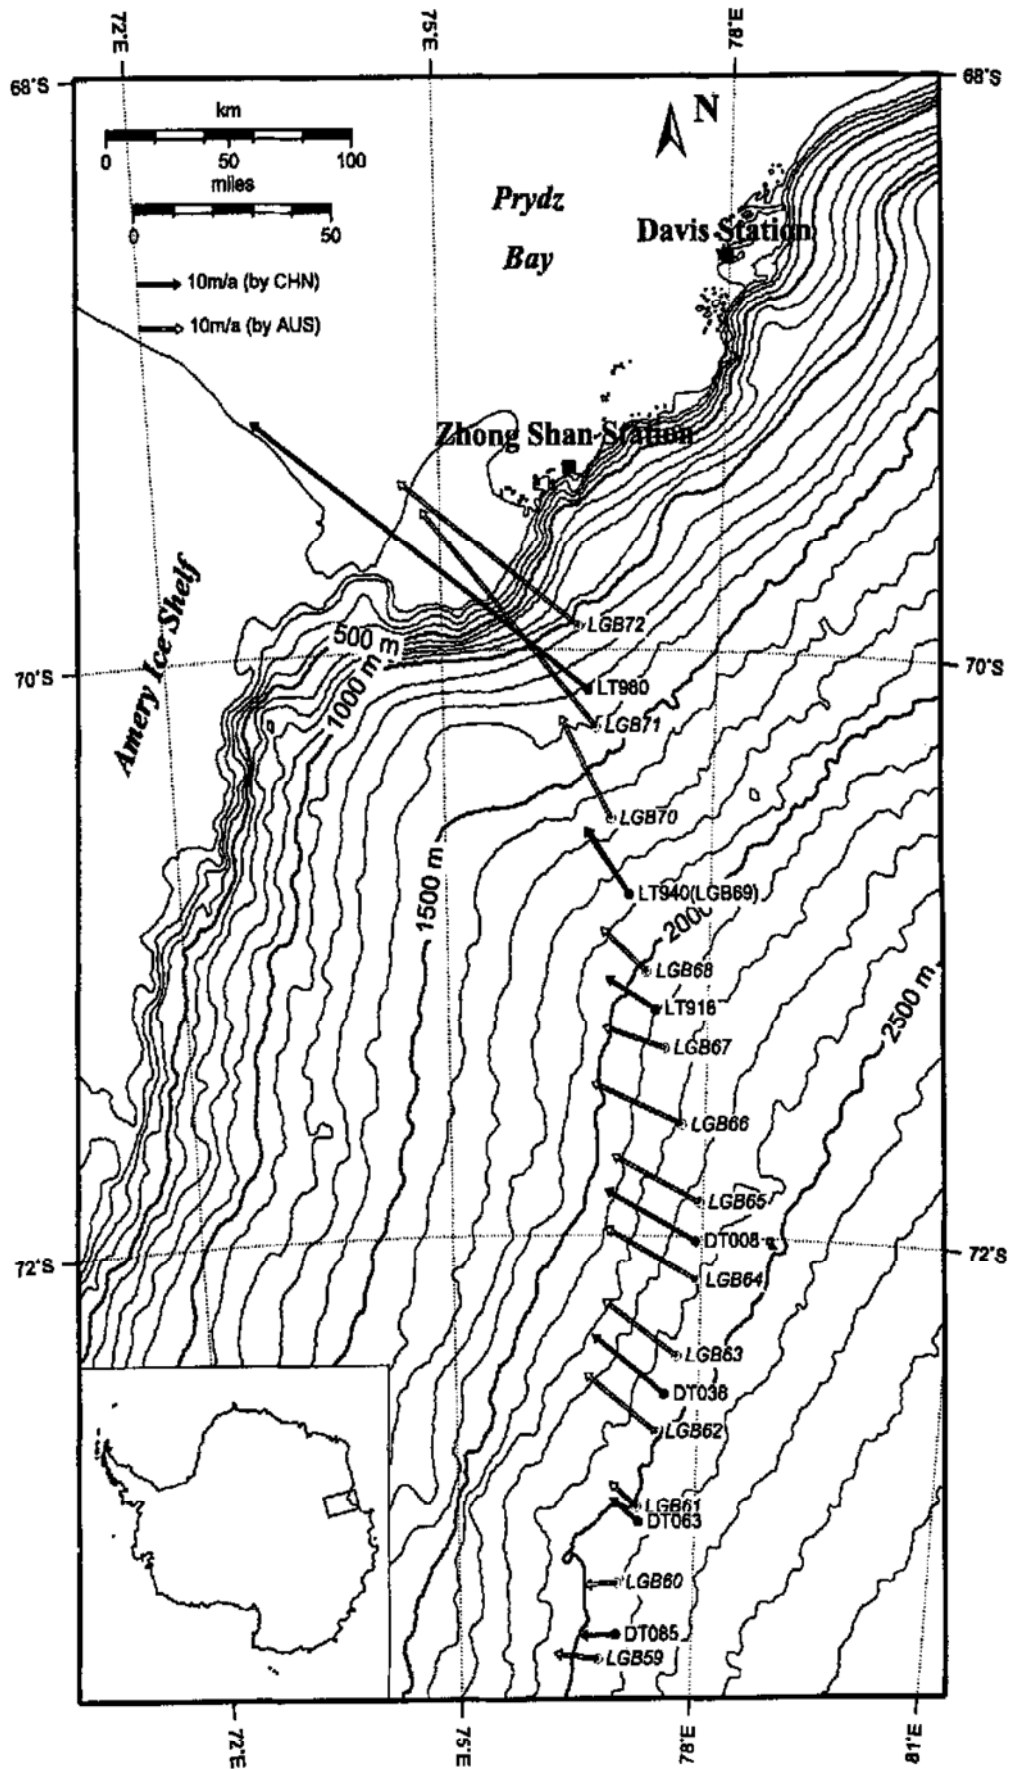 72°E
75°E
78°E
68°S
68°S
km
0
50
100
miles
0
50
N
Prydz
Bay
Davis Station
10m/a (by CHN)
10m/a (by AUS)
Zhong Shan Station
Amery Ice Shelf
LGB72
500 m
1000 m
70°S
70°S
LT980
LGB71
LGB70
1500 m
LT940(LGB69)
2000
LGB68
2500 m
LT916
LGB67
LGB66
LGB65
DT008
72°S
72°S
LGB64
LGB63
DT038
LGB62
LGB61
DT063
LGB60
DT085
LGB59
72°E
75°E
78°E
81°E